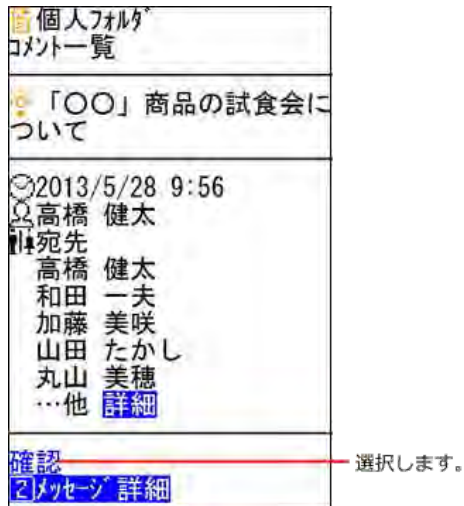 個人ﾌｫﾙﾀﾞ
ｺﾒﾝﾄ一覧
「〇〇」商品の試食会に
ついて
2013/5/28 9:56
高橋 健太
宛先
高橋 健太
和田 一夫
加藤 美咲
山田 たかし
丸山 美穂
…他 詳細
確認
選択します。
2ﾒｯｾｰｼﾞ詳細